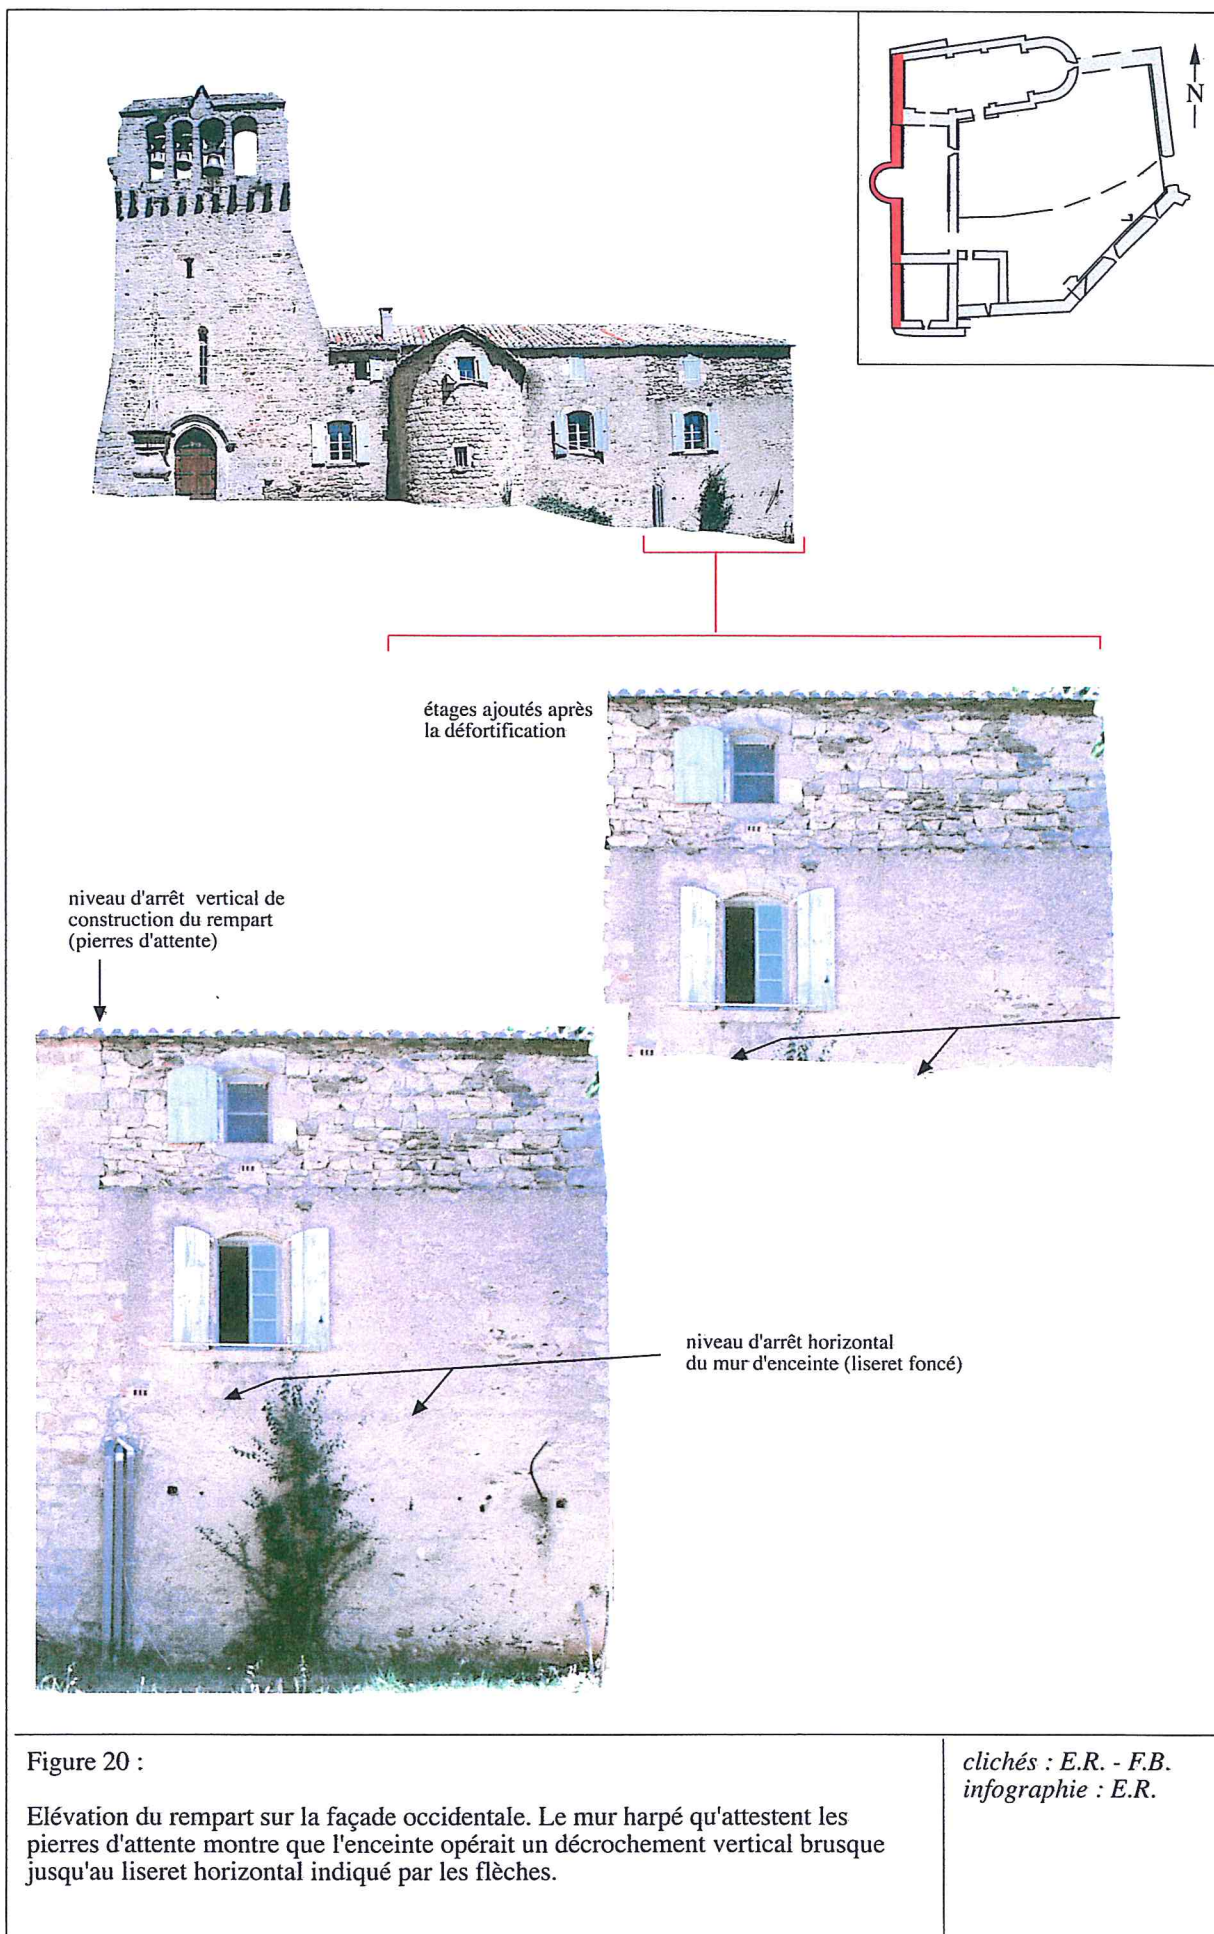 N
étages ajoutés après
la défortification
niveau d'arrêt vertical de
construction du rempart
(pierres d'attente)
niveau d'arrêt horizontal
du mur d'enceinte (liseret foncé)
Figure 20 :
Elévation du rempart sur la façade occidentale. Le mur harpé qu'attestent les
pierres d'attente montre que l'enceinte opérait un décrochement vertical brusque
jusqu'au liseret horizontal indiqué par les flèches.
clichés : E.R. - F.B.
infographie : E.R.